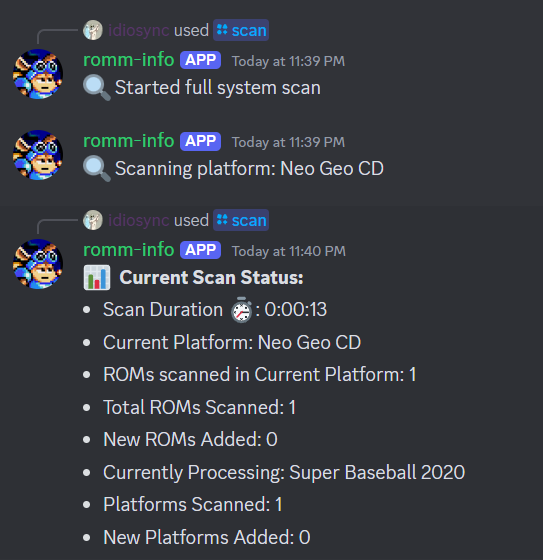 idiosync used scan
romm-info APP Today at 11:39 PM
Started full system scan
romm-info APP Today at 11:39 PM
Scanning platform: Neo Geo CD
idiosync used scan
romm-info APP Today at 11:40 PM
Current Scan Status:
• Scan Duration : 0:00:13
• Current Platform: Neo Geo CD
• ROMs scanned in Current Platform: 1
• Total ROMs Scanned: 1
• New ROMs Added: 0
• Currently Processing: Super Baseball 2020
• Platforms Scanned: 1
• New Platforms Added: 0